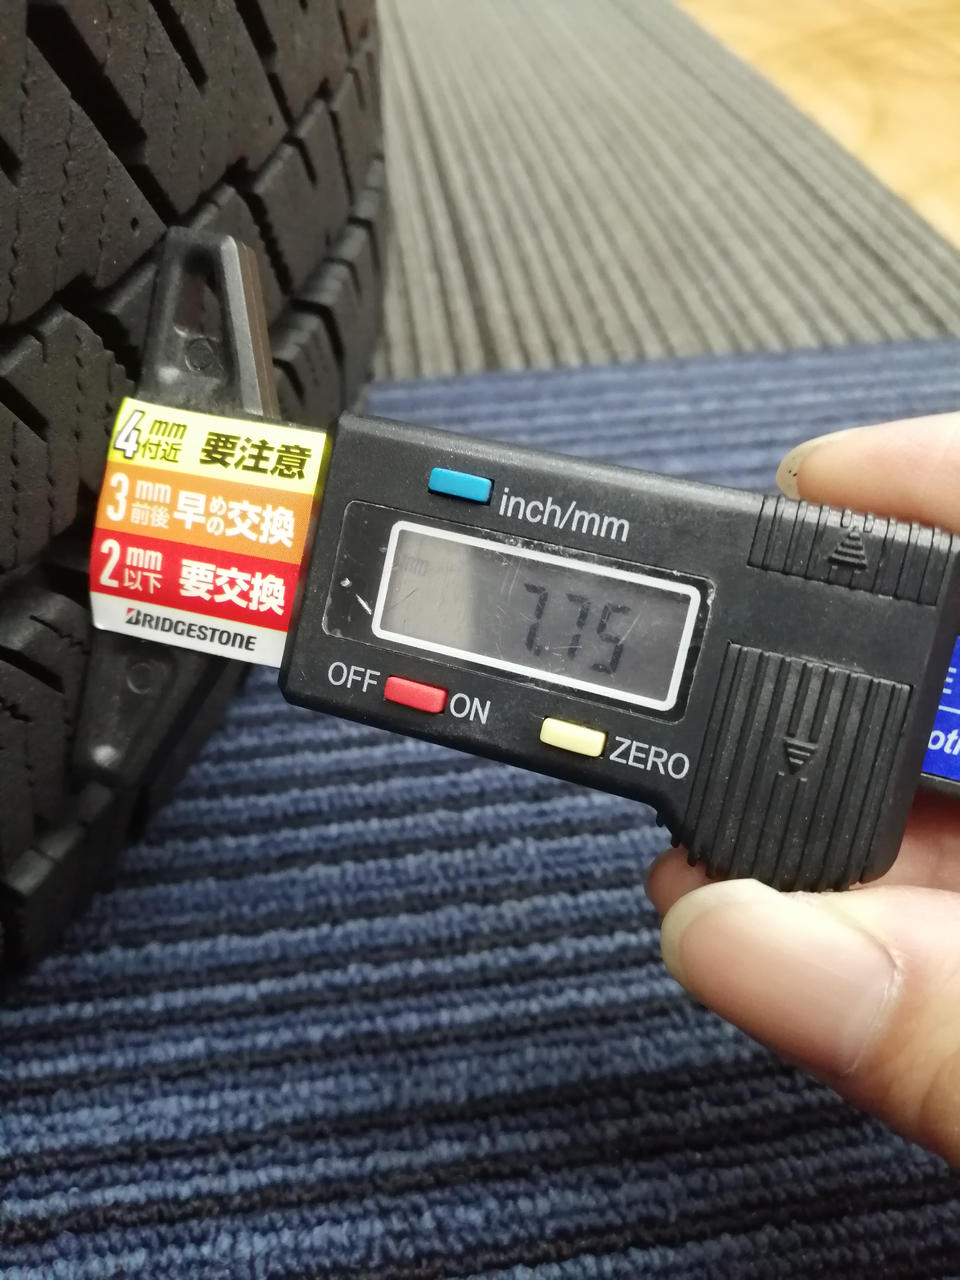 4mm付近 要注意
3mm前後 早めの交換
2mm以下 要交換
BRIDGESTONE
inch/mm
mm
7.75
OFF ON
ZERO